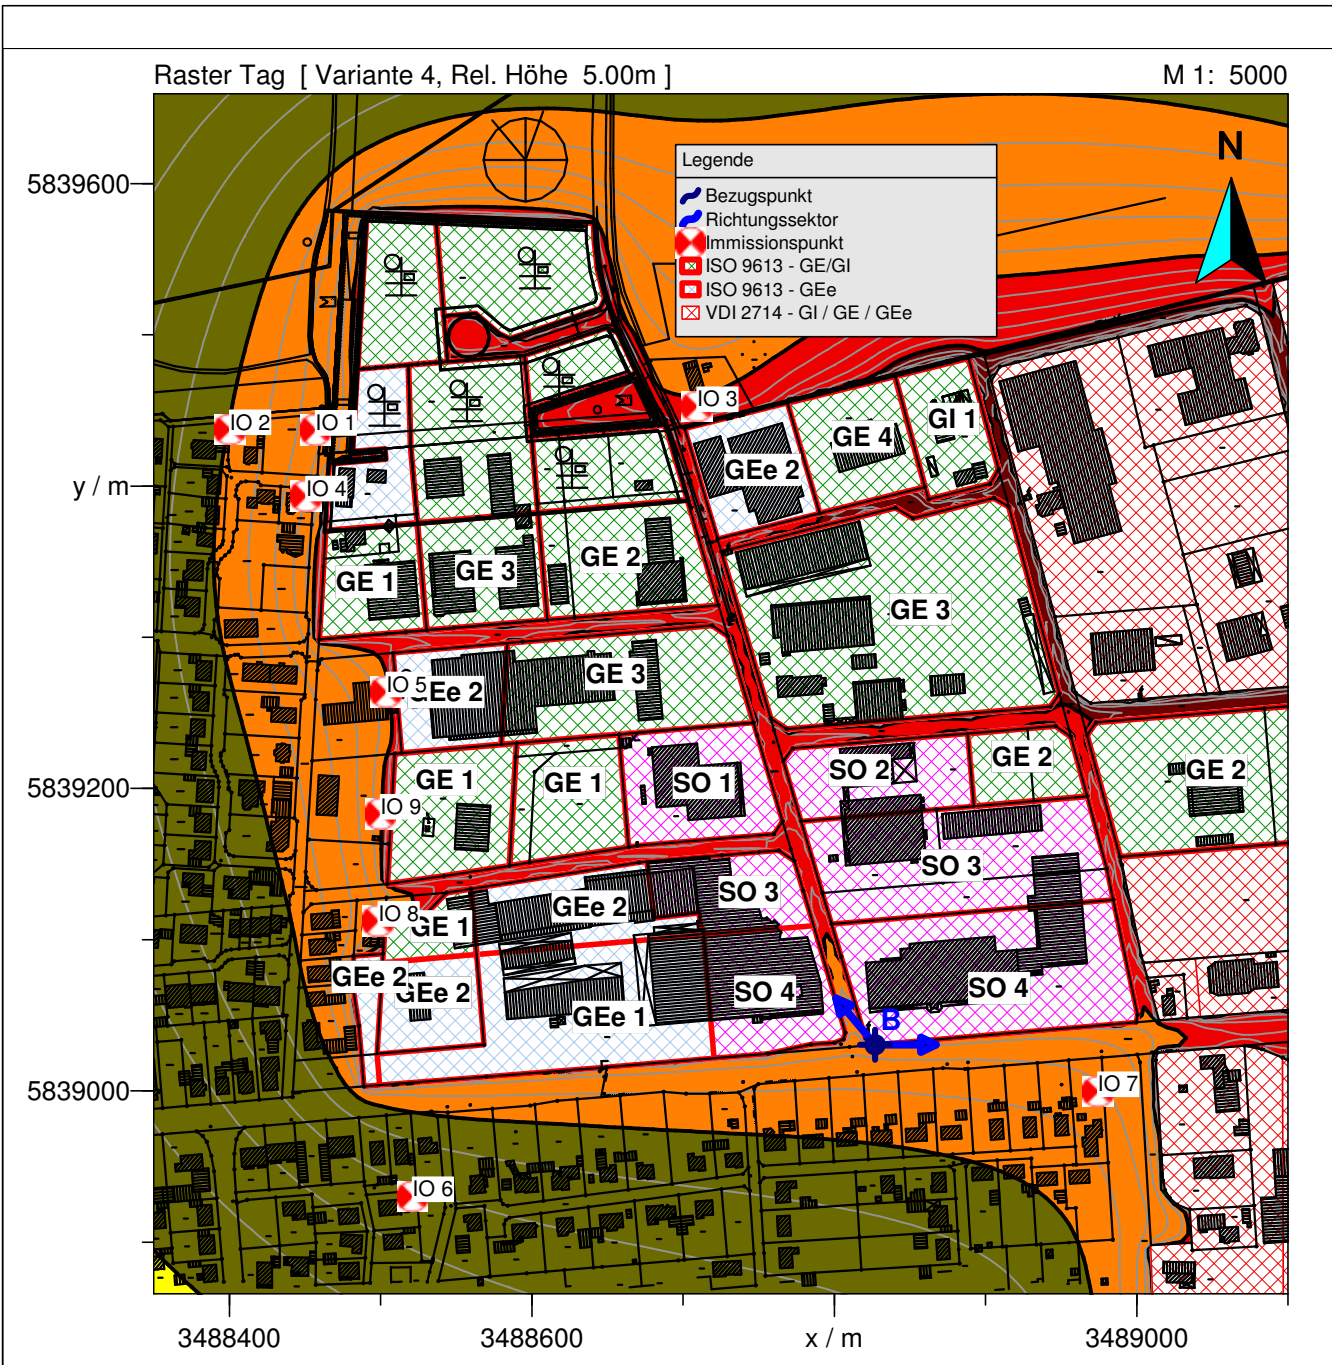 Raster Tag [ Variante 4, Rel. Höhe 5.00m ]
M 1: 5000
N
Legende
Bezugspunkt
Richtungssektor
Immissionspunkt
ISO 9613 - GE/GI
ISO 9613 - GEe
VDI 2714 - GI / GE / GEe
5839600
IO 3
IO 2
IO 1
GI 1
GE 4
GEe 2
y / m
IO 4
GE 1
GE 3
GE 2
GE 3
IO 5
GEe 2
GE 3
GE 1
GE 1
SO 1
SO 2
GE 2
GE 2
5839200
IO 9
SO 3
SO 3
GEe 2
IO 8
GE 1
GEe 2
GEe 2
GEe 1
SO 4
SO 4
B
5839000
IO 7
IO 6
3488400
3488600
x / m
3489000